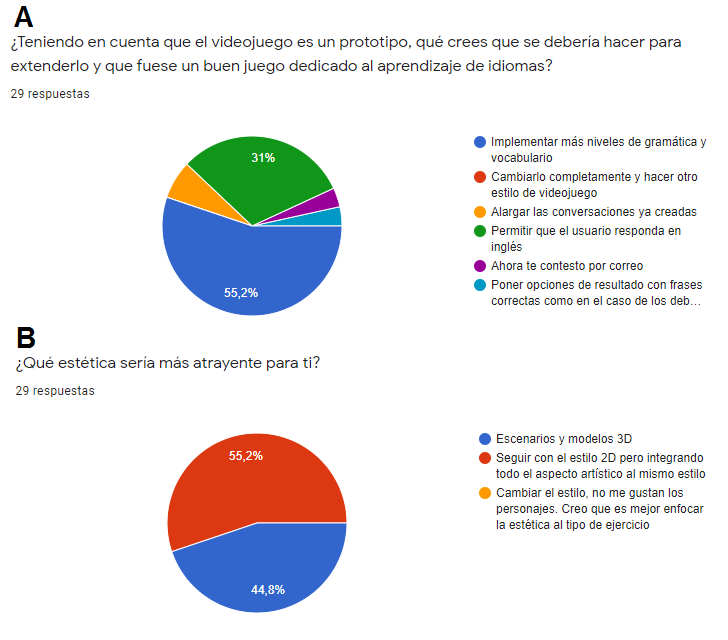 A
¿Teniendo en cuenta que el videojuego es un prototipo, qué crees que se debería hacer para
extenderlo y que fuese un buen juego dedicado al aprendizaje de idiomas?
29 respuestas
31%
55,2%
Implementar más niveles de gramática y
vocabulario
Cambiarlo completamente y hacer otro
estilo de videojuego
Alargar las conversaciones ya creadas
Permitir que el usuario responda en
inglés
Ahora te contesto por correo
Poner opciones de resultado con frases
correctas como en el caso de los deb…
B
¿Qué estética sería más atrayente para ti?
29 respuestas
55,2%
44,8%
Escenarios y modelos 3D
Seguir con el estilo 2D pero integrando
todo el aspecto artístico al mismo estilo
Cambiar el estilo, no me gustan los
personajes. Creo que es mejor enfocar
la estética al tipo de ejercicio